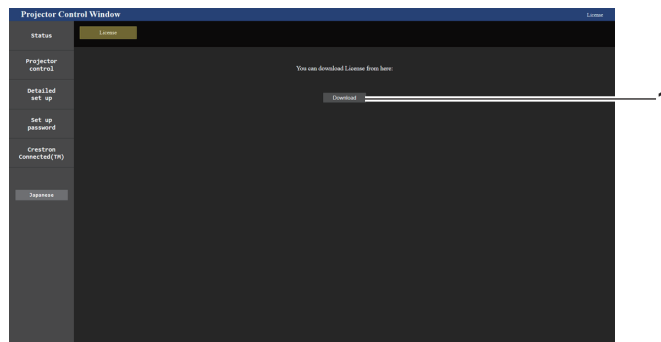 Projector Control Window
License
Status
License
Projector
control
You can download License from here:
Detailed
set up
Download
1
Set up
password
Crestron
Connected(TM)
Japanese